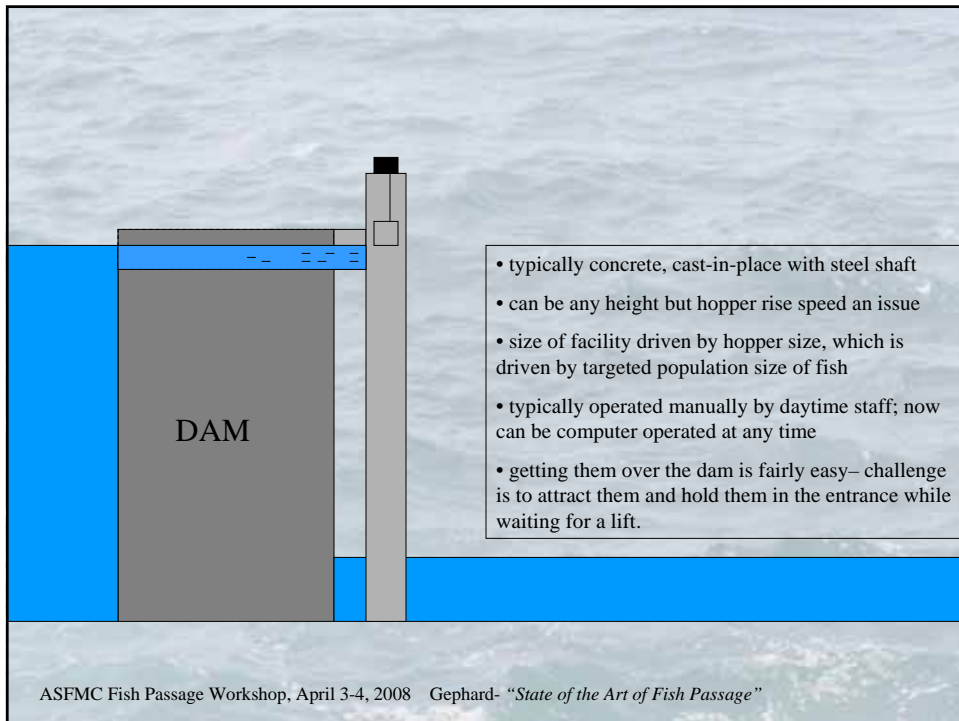 DAM
• typically concrete, cast-in-place with steel shaft
• can be any height but hopper rise speed an issue
• size of facility driven by hopper size, which is
driven by targeted population size of fish
• typically operated manually by daytime staff; now
can be computer operated at any time
• getting them over the dam is fairly easy– challenge
is to attract them and hold them in the entrance while
waiting for a lift.
ASFMC Fish Passage Workshop, April 3-4, 2008 Gephard- “State of the Art of Fish Passage”